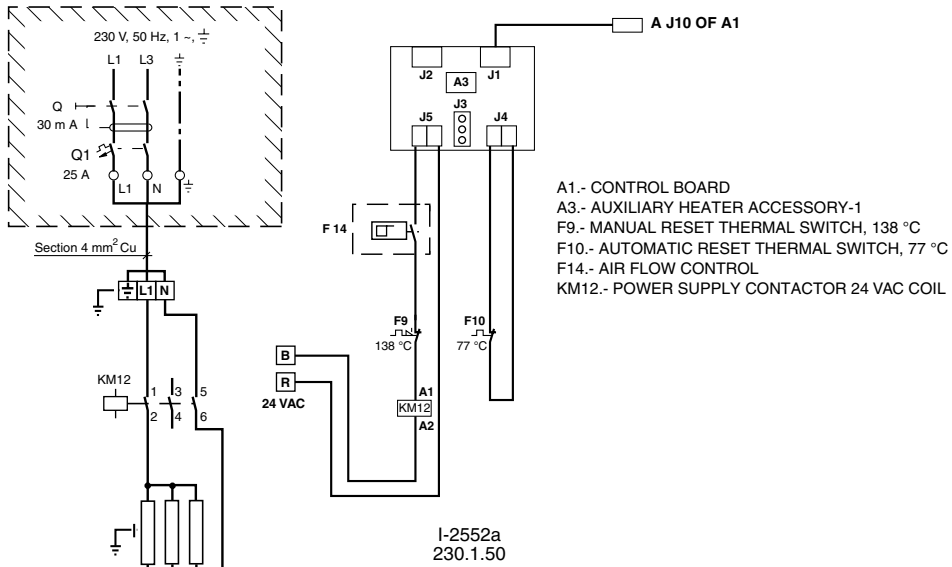 230 V, 50 Hz, 1 ~,
L1 L3
Q
30 m A
Q1
25 A
L1 N
Section 4 mm² Cu
L1 N
KM12
1 3 5
2 4 6
A J10 OF A1
J2 J1
A3
J3
J5 J4
F 14
F9
138 °C
F10
77 °C
B
R
24 VAC
A1
KM12
A2
A1.- CONTROL BOARD
A3.- AUXILIARY HEATER ACCESSORY-1
F9.- MANUAL RESET THERMAL SWITCH, 138 °C
F10.- AUTOMATIC RESET THERMAL SWITCH, 77 °C
F14.- AIR FLOW CONTROL
KM12.- POWER SUPPLY CONTACTOR 24 VAC COIL
I-2552a
230.1.50